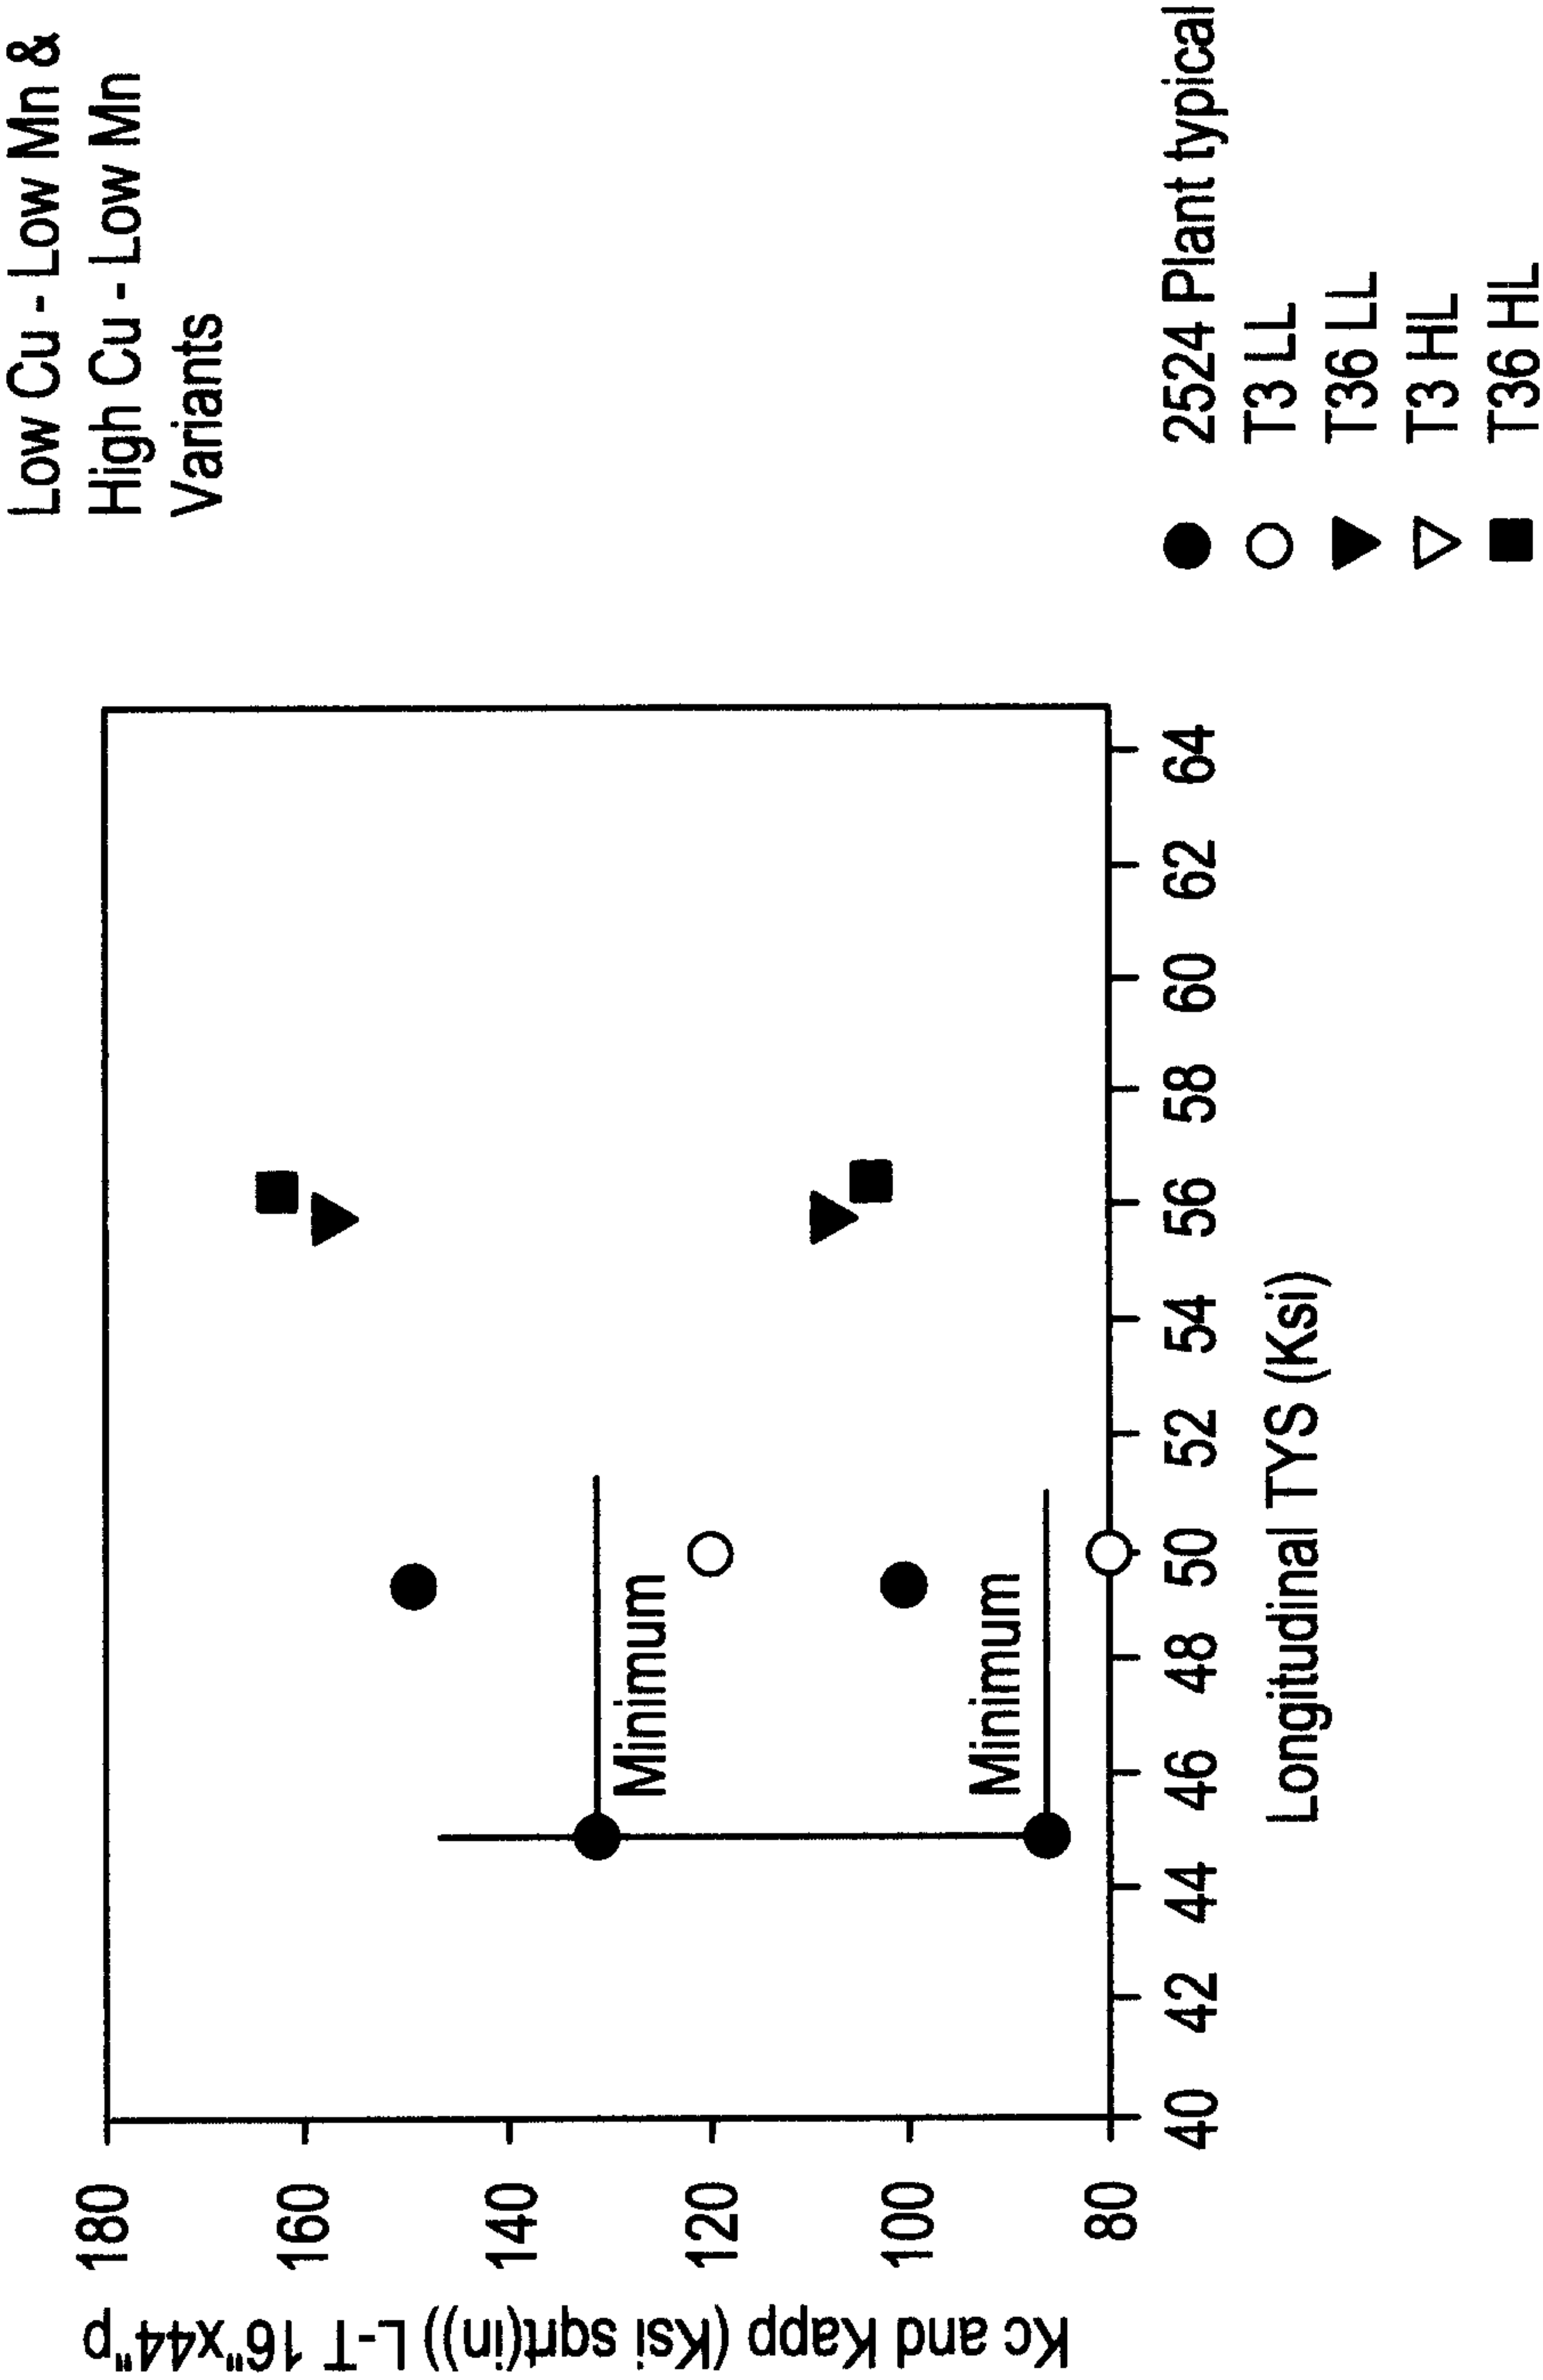 Low Cu - Low Mn &
High Cu - Low Mn
Variants
Kc and Kapp (Ksi sqrt(in)) L-T 16"x44"p
180
160
140
120
100
80
Minimum
Minimum
40 42 44 46 48 50 52 54 56 58 60 62 64
Longitudinal TYS (Ksi)
2524 Plant typical
T3 LL
T36 LL
T3 HL
T36 HL